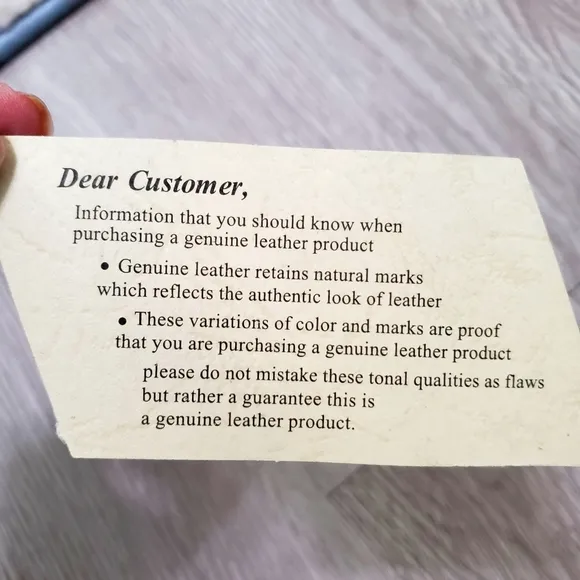 Dear Customer,
Information that you should know when
purchasing a genuine leather product
• Genuine leather retains natural marks
which reflects the authentic look of leather
• These variations of color and marks are proof
that you are purchasing a genuine leather product
please do not mistake these tonal qualities as flaws
but rather a guarantee this is
a genuine leather product.